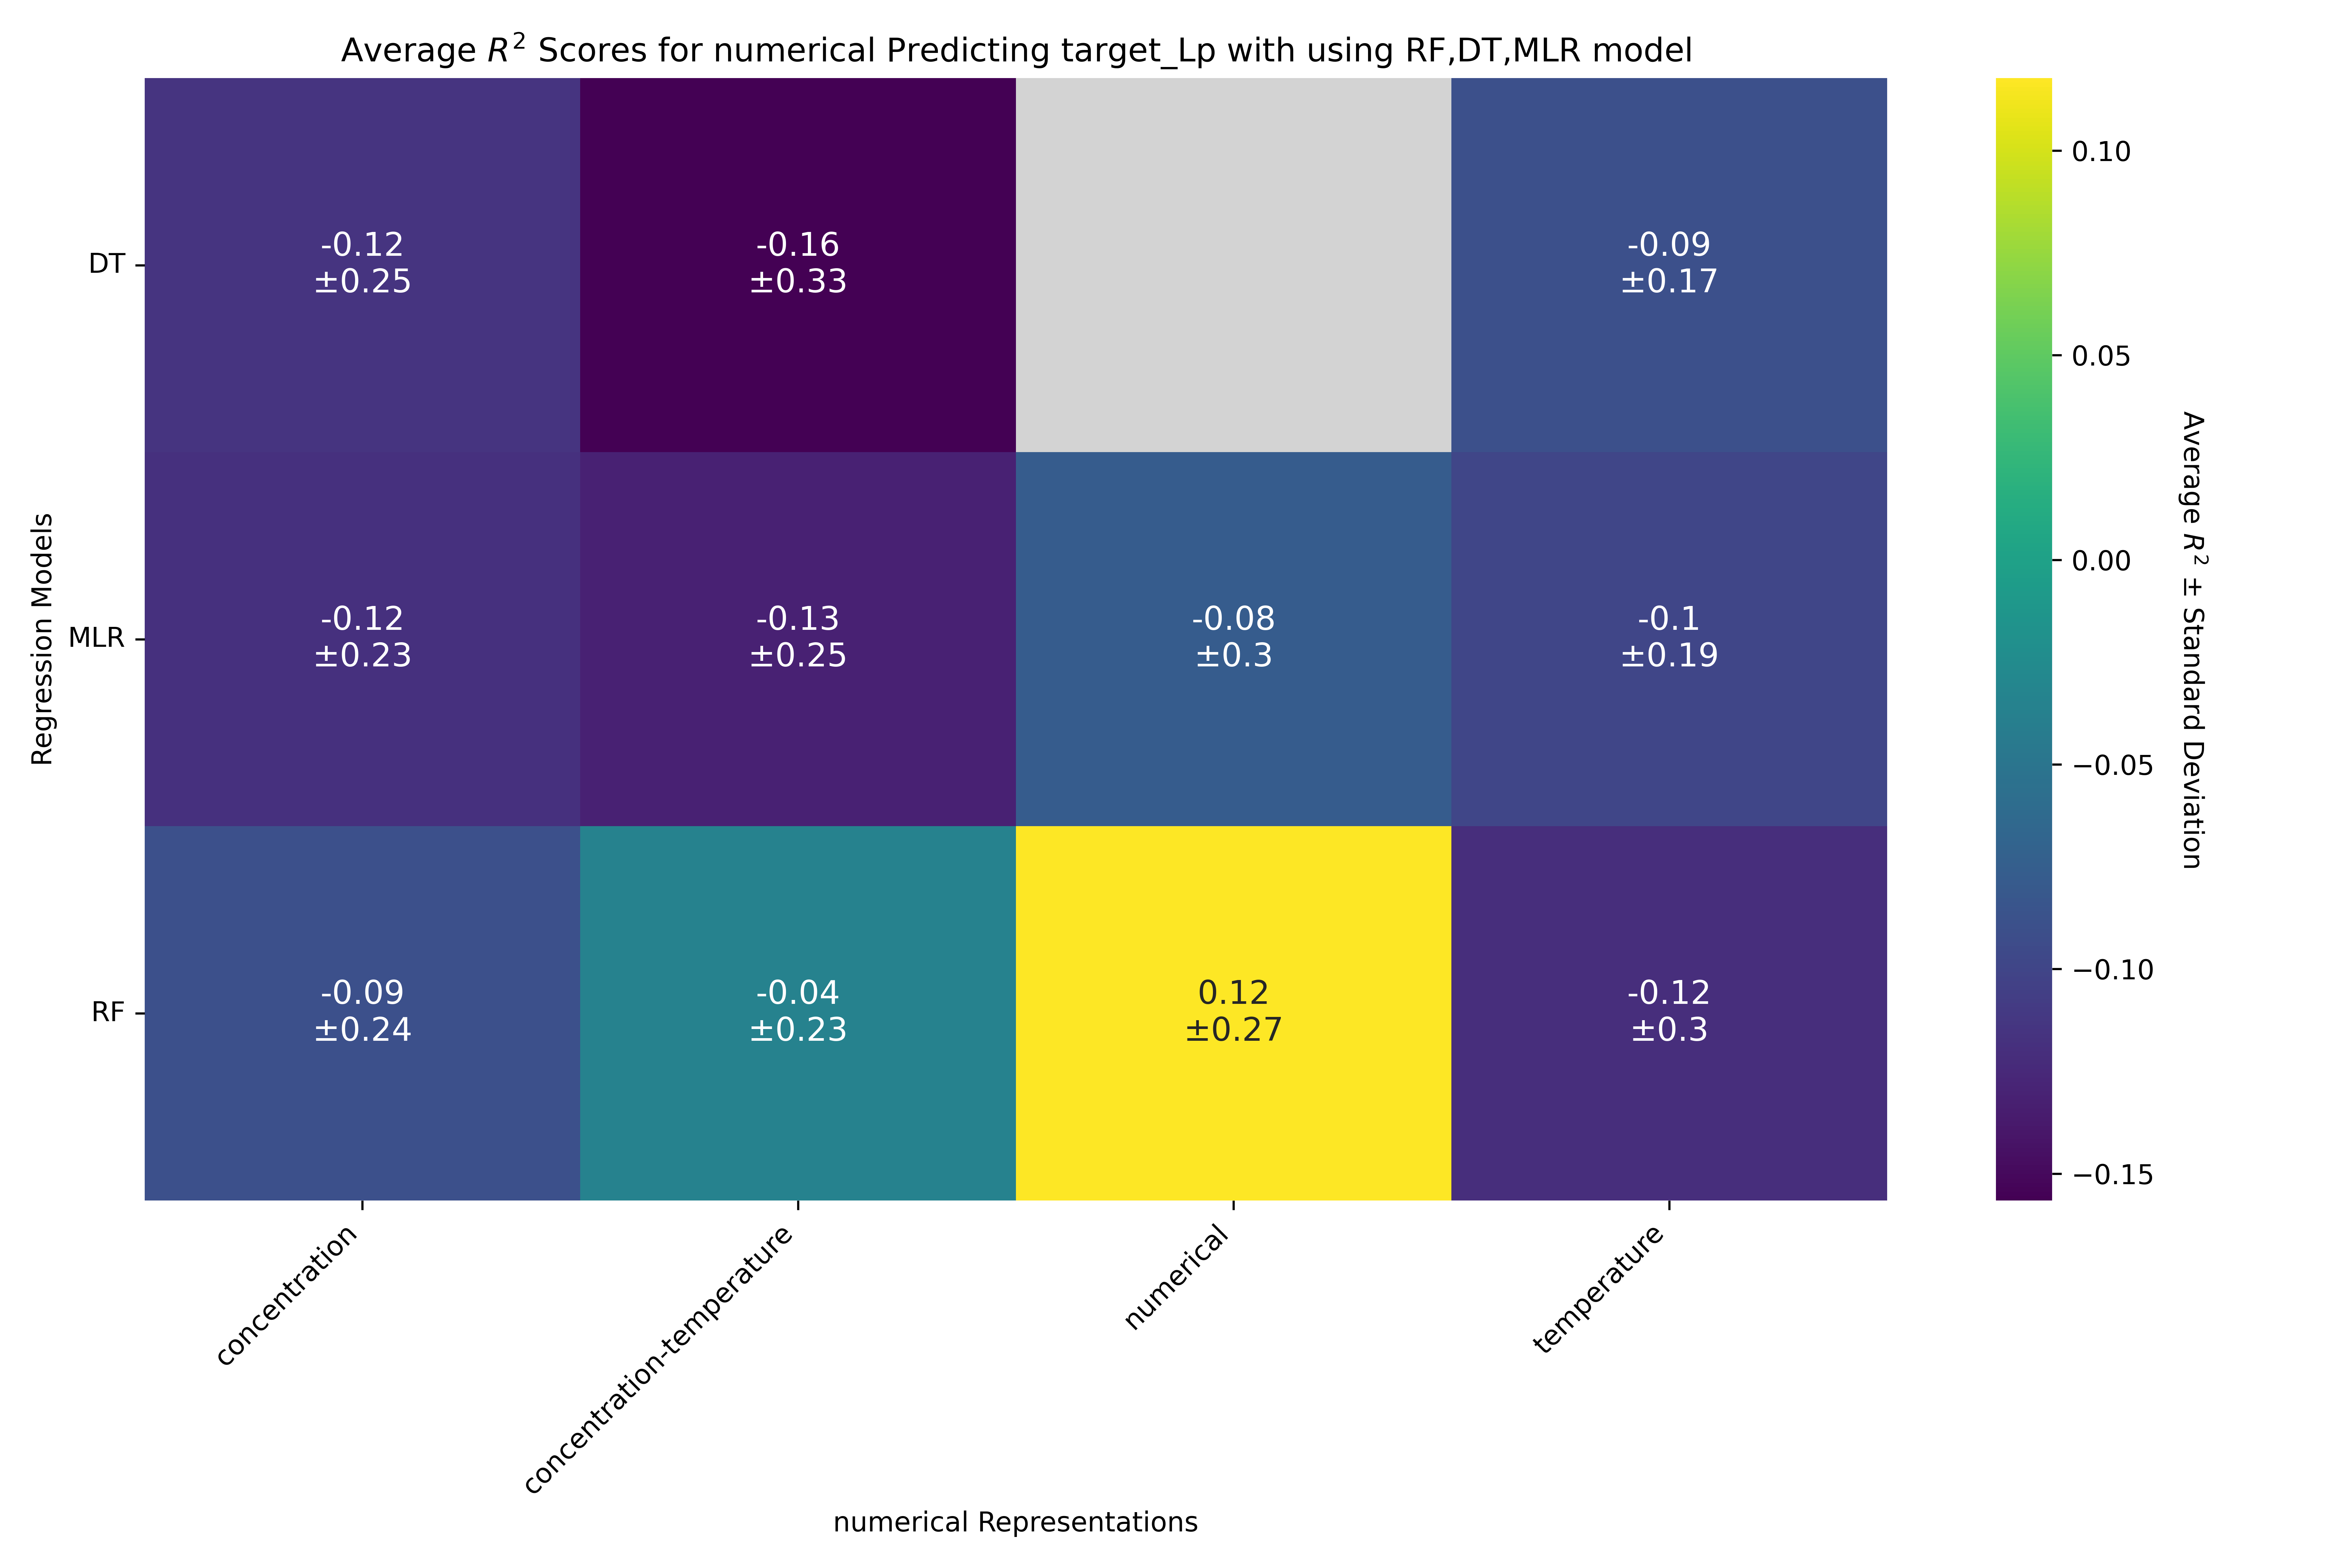 Average R² Scores for numerical Predicting target_Lp with using RF,DT,MLR model
Regression Models
DT
MLR
RF
-0.12
±0.25
-0.16
±0.33
-0.09
±0.17
-0.12
±0.23
-0.13
±0.25
-0.08
±0.3
-0.1
±0.19
-0.09
±0.24
-0.04
±0.23
0.12
±0.27
-0.12
±0.3
concentration
concentration-temperature
numerical
temperature
numerical Representations
0.10
0.05
0.00
−0.05
−0.10
−0.15
Average R² ± Standard Deviation